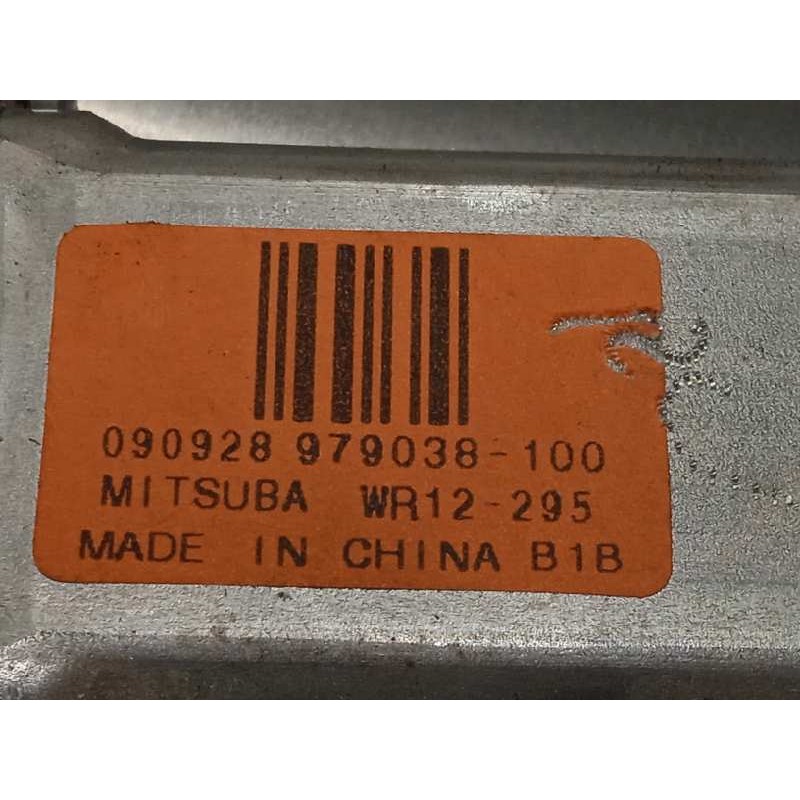 090928 979038-100
MITSUBA WR12-295
MADE IN CHINA B1B